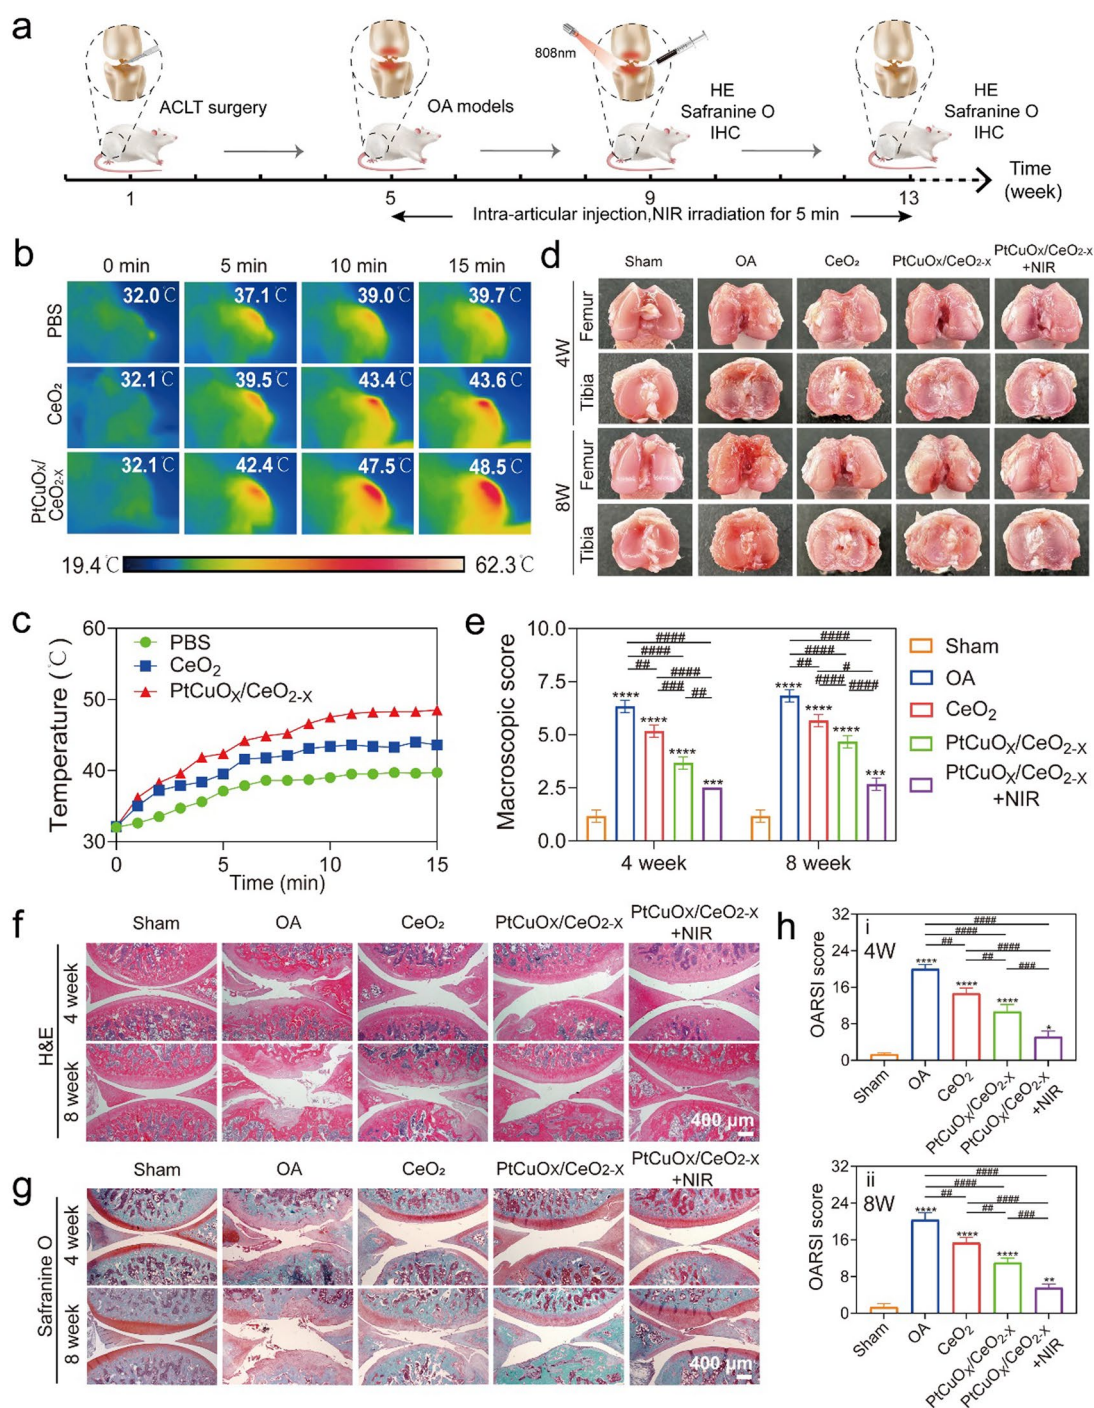 a
808nm
ACLT surgery
OA models
HE
Safranine O
IHC
HE
Safranine O
IHC
1
5
9
13
Time
(week)
Intra-articular injection,NIR irradiation for 5 min
b
0 min
5 min
10 min
15 min
PBS
32.0℃
37.1℃
39.0℃
39.7℃
CeO₂
32.1℃
39.5℃
43.4℃
43.6℃
PtCuOX/
CeO2-X
32.1℃
42.4℃
47.5℃
48.5℃
19.4℃
62.3℃
d
Sham
OA
CeO₂
PtCuOX/CeO2-X
PtCuOX/CeO2-X
+NIR
4W
Femur
Tibia
8W
Femur
Tibia
c
Temperature (℃)
60
50
40
30
PBS
CeO2
PtCuOX/CeO2-X
0
5
10
15
Time (min)
e
Macroscopic score
10.0
7.5
5.0
2.5
0.0
####
####
##
####
###
##
****
****
****
***
####
####
##
#
####
####
****
****
****
***
4 week
8 week
Sham
OA
CeO2
PtCuOX/CeO2-X
PtCuOX/CeO2-X
+NIR
f
Sham
OA
CeO₂
PtCuOx/CeO2-X
PtCuOx/CeO2-X
+NIR
H&E
4 week
8 week
400 μm
g
Sham
OA
CeO₂
PtCuOx/CeO2-X
PtCuOx/CeO2-X
+NIR
Safranine O
4 week
8 week
400 μm
h
i
4W
OARSI score
32
24
16
8
0
####
####
##
####
##
###
****
****
****
*
Sham
OA
CeO2
PtCuOX/CeO2-X
PtCuOX/CeO2-X
+NIR
ii
8W
OARSI score
32
24
16
8
0
####
####
##
####
##
###
****
****
****
**
Sham
OA
CeO2
PtCuOX/CeO2-X
PtCuOX/CeO2-X
+NIR